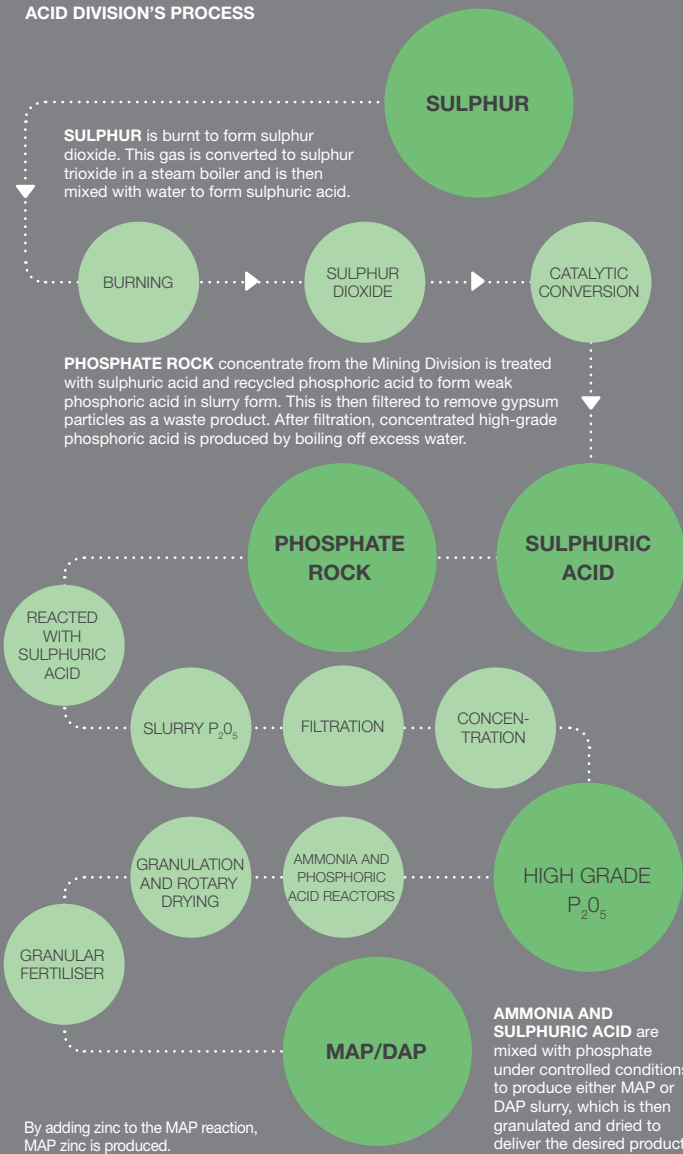 ACID DIVISION'S PROCESS
SULPHUR
SULPHUR is burnt to form sulphur
dioxide. This gas is converted to sulphur
trioxide in a steam boiler and is then
mixed with water to form sulphuric acid.
BURNING
SULPHUR
DIOXIDE
CATALYTIC
CONVERSION
PHOSPHATE ROCK concentrate from the Mining Division is treated
with sulphuric acid and recycled phosphoric acid to form weak
phosphoric acid in slurry form. This is then filtered to remove gypsum
particles as a waste product. After filtration, concentrated high-grade
phosphoric acid is produced by boiling off excess water.
PHOSPHATE
ROCK
SULPHURIC
ACID
REACTED
WITH
SULPHURIC
ACID
SLURRY P₂0₅
FILTRATION
CONCEN-
TRATION
HIGH GRADE
P₂0₅
AMMONIA AND
PHOSPHORIC
ACID REACTORS
GRANULATION
AND ROTARY
DRYING
GRANULAR
FERTILISER
MAP/DAP
AMMONIA AND
SULPHURIC ACID are
mixed with phosphate
under controlled conditions
to produce either MAP or
DAP slurry, which is then
granulated and dried to
deliver the desired product
By adding zinc to the MAP reaction,
MAP zinc is produced.